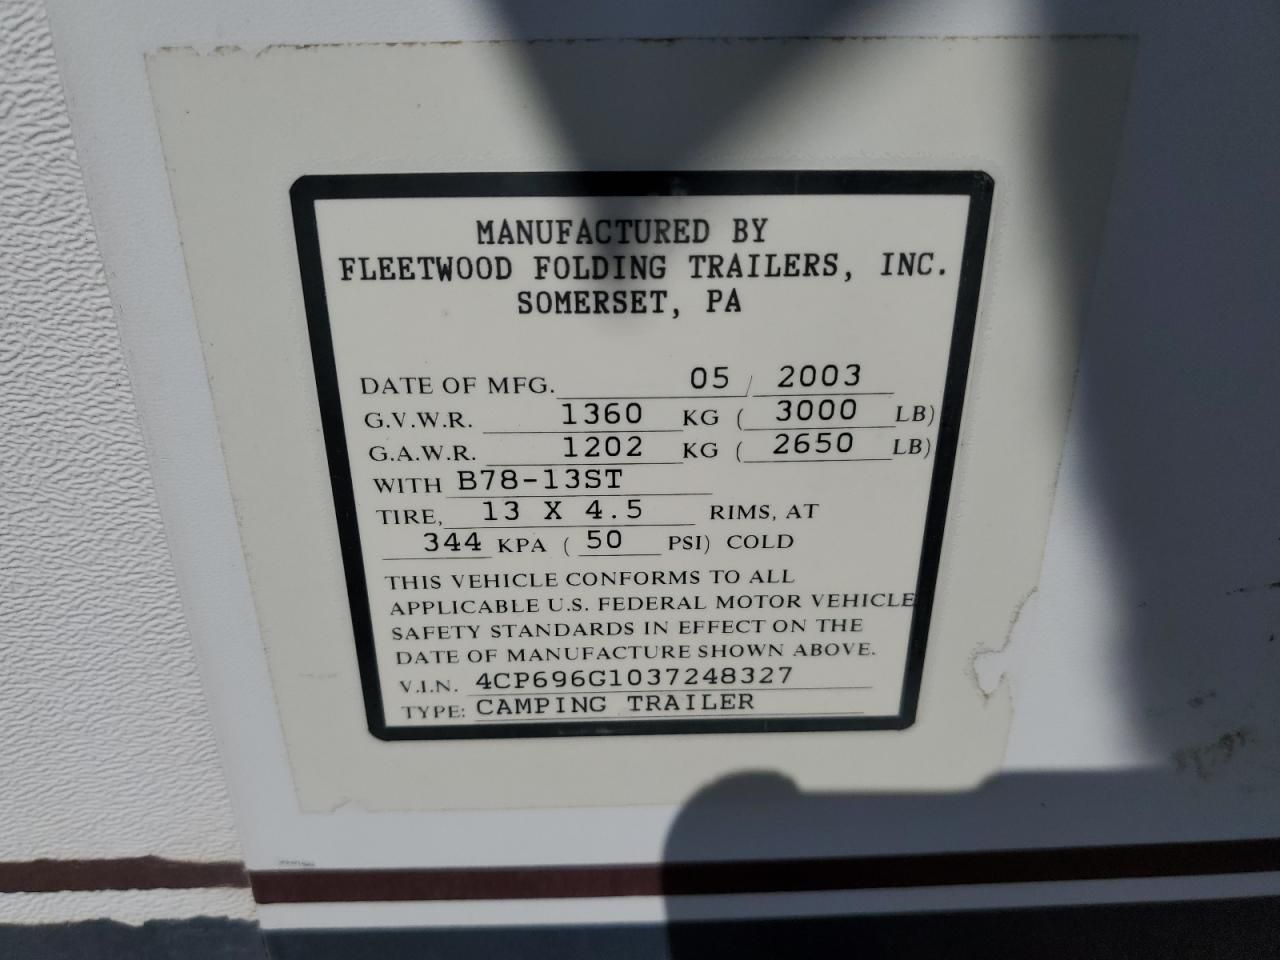 MANUFACTURED BY
FLEETWOOD FOLDING TRAILERS, INC.
SOMERSET, PA
DATE OF MFG. 05 / 2003
G.V.W.R. 1360 KG ( 3000 LB)
G.A.W.R. 1202 KG ( 2650 LB)
WITH B78-13ST
TIRE, 13 X 4.5 RIMS, AT
344 KPA ( 50 PSI) COLD
THIS VEHICLE CONFORMS TO ALL
APPLICABLE U.S. FEDERAL MOTOR VEHICLE
SAFETY STANDARDS IN EFFECT ON THE
DATE OF MANUFACTURE SHOWN ABOVE.
V.I.N. 4CP696G1037248327
TYPE: CAMPING TRAILER